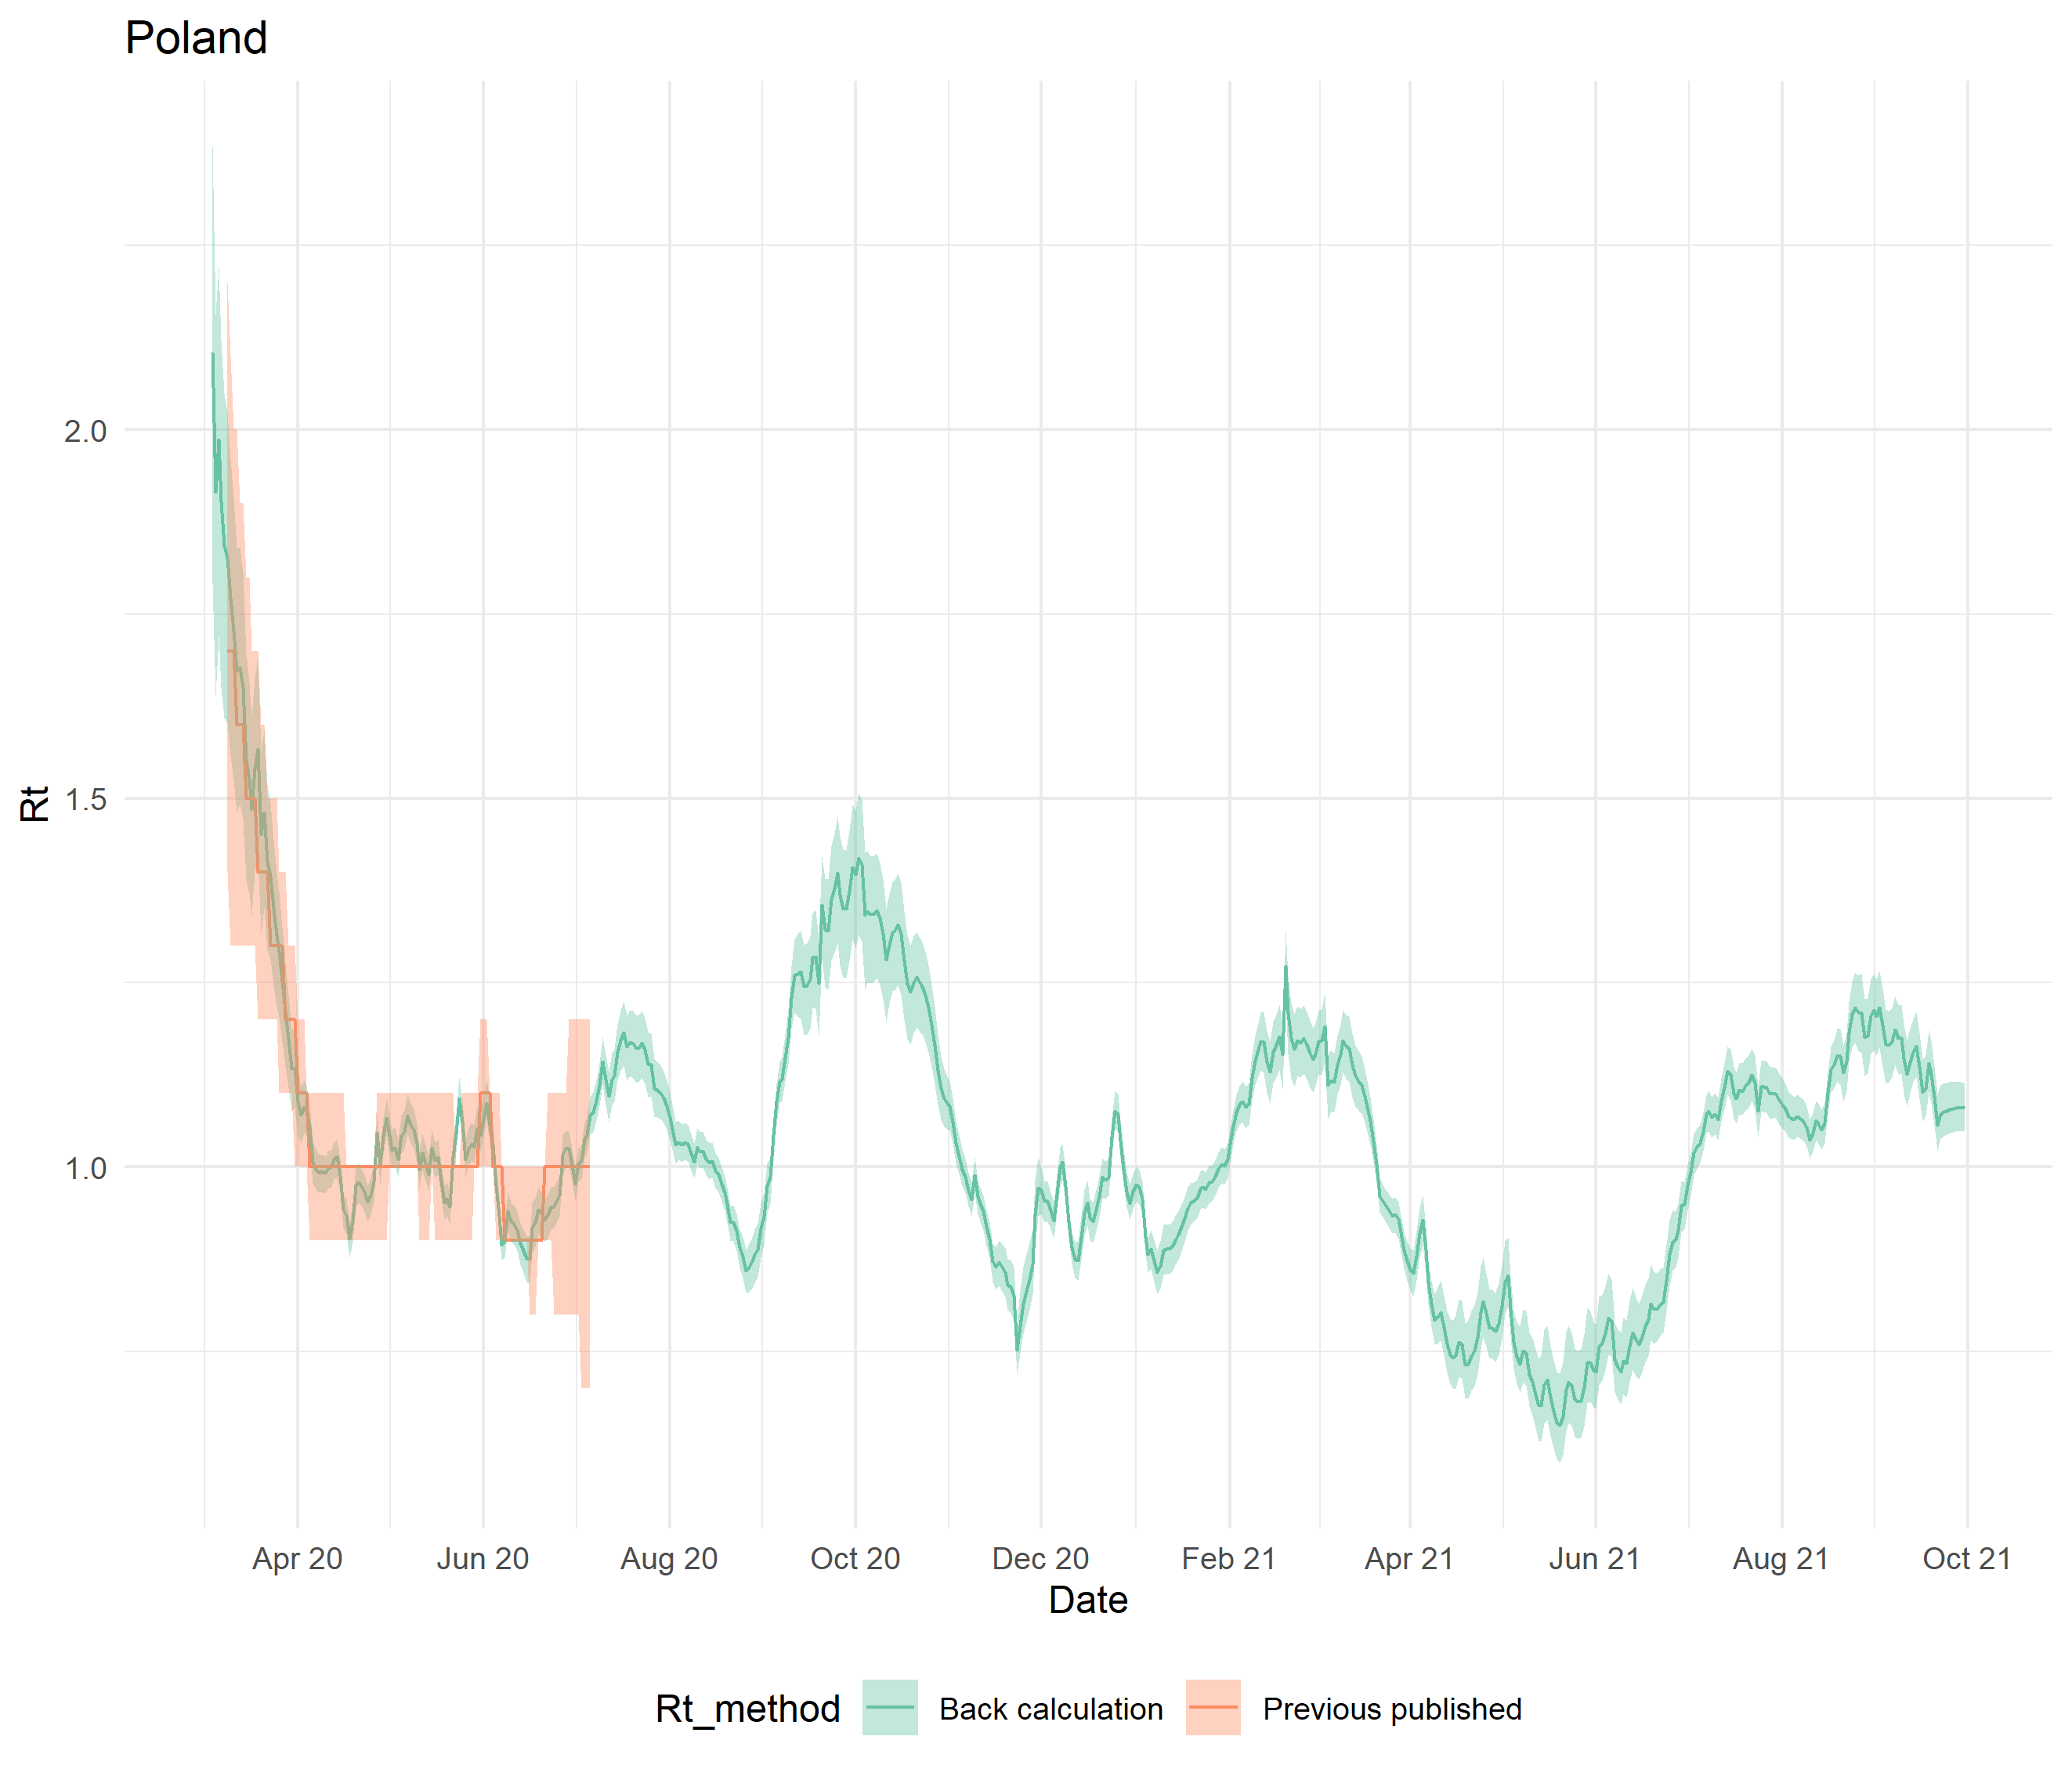 Poland
Rt
2.0
1.5
1.0
Apr 20 Jun 20 Aug 20 Oct 20 Dec 20 Feb 21 Apr 21 Jun 21 Aug 21 Oct 21
Date
Rt_method Back calculation Previous published